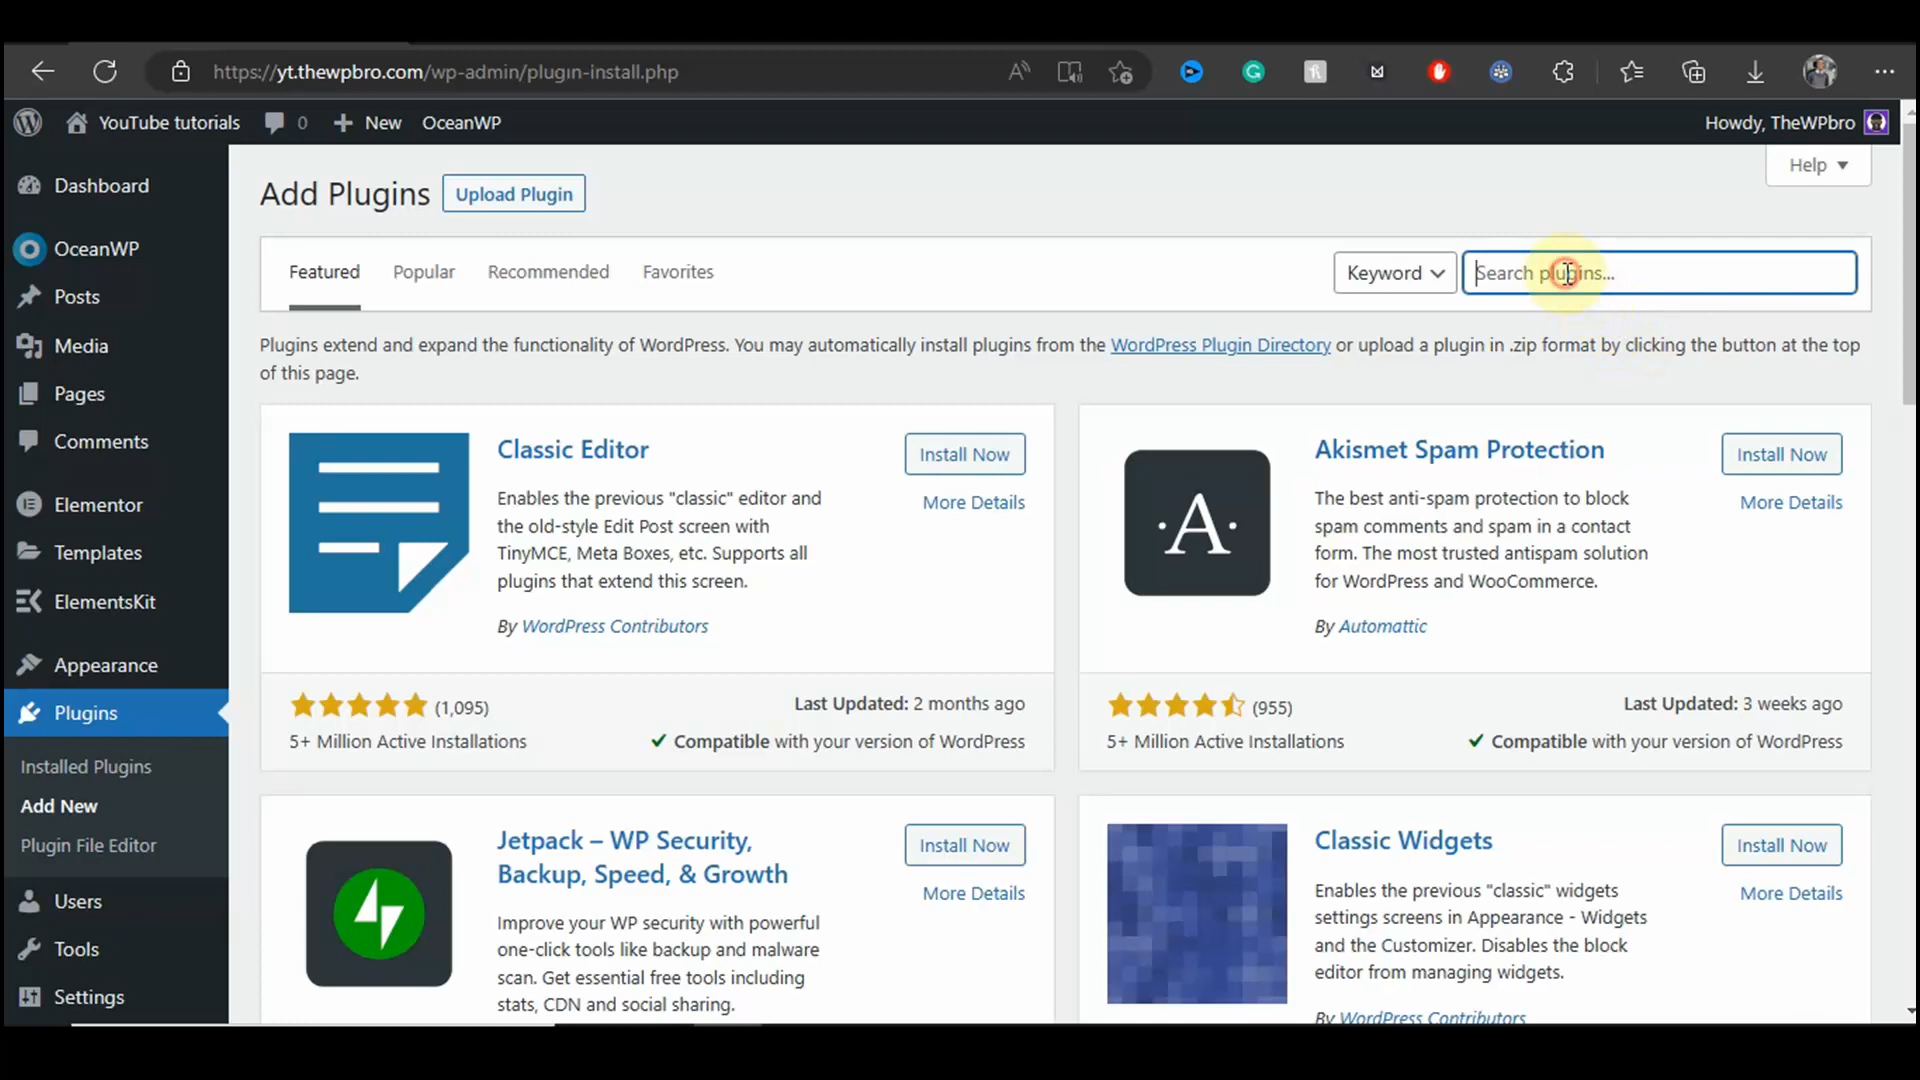 https://yt.thewpbro.com/wp-admin/plugin-install.php
YouTube tutorials
0
New
OceanWP
Howdy, TheWPbro
Dashboard
OceanWP
Posts
Media
Pages
Comments
Elementor
Templates
ElementsKit
Appearance
Plugins
Installed Plugins
Add New
Plugin File Editor
Users
Tools
Settings
Help
Add Plugins
Upload Plugin
Featured
Popular
Recommended
Favorites
Keyword
Search plugins...
Plugins extend and expand the functionality of WordPress. You may automatically install plugins from the WordPress Plugin Directory or upload a plugin in .zip format by clicking the button at the top
of this page.
Classic Editor
Install Now
More Details
Enables the previous "classic" editor and
the old-style Edit Post screen with
TinyMCE, Meta Boxes, etc. Supports all
plugins that extend this screen.
By WordPress Contributors
(1,095)
Last Updated: 2 months ago
5+ Million Active Installations
Compatible with your version of WordPress
A
Akismet Spam Protection
Install Now
More Details
The best anti-spam protection to block
spam comments and spam in a contact
form. The most trusted antispam solution
for WordPress and WooCommerce.
By Automattic
(955)
Last Updated: 3 weeks ago
5+ Million Active Installations
Compatible with your version of WordPress
Jetpack – WP Security,
Backup, Speed, & Growth
Install Now
More Details
Improve your WP security with powerful
one-click tools like backup and malware
scan. Get essential free tools including
stats, CDN and social sharing.
Classic Widgets
Install Now
More Details
Enables the previous "classic" widgets
settings screens in Appearance - Widgets
and the Customizer. Disables the block
editor from managing widgets.
By WordPress Contributors